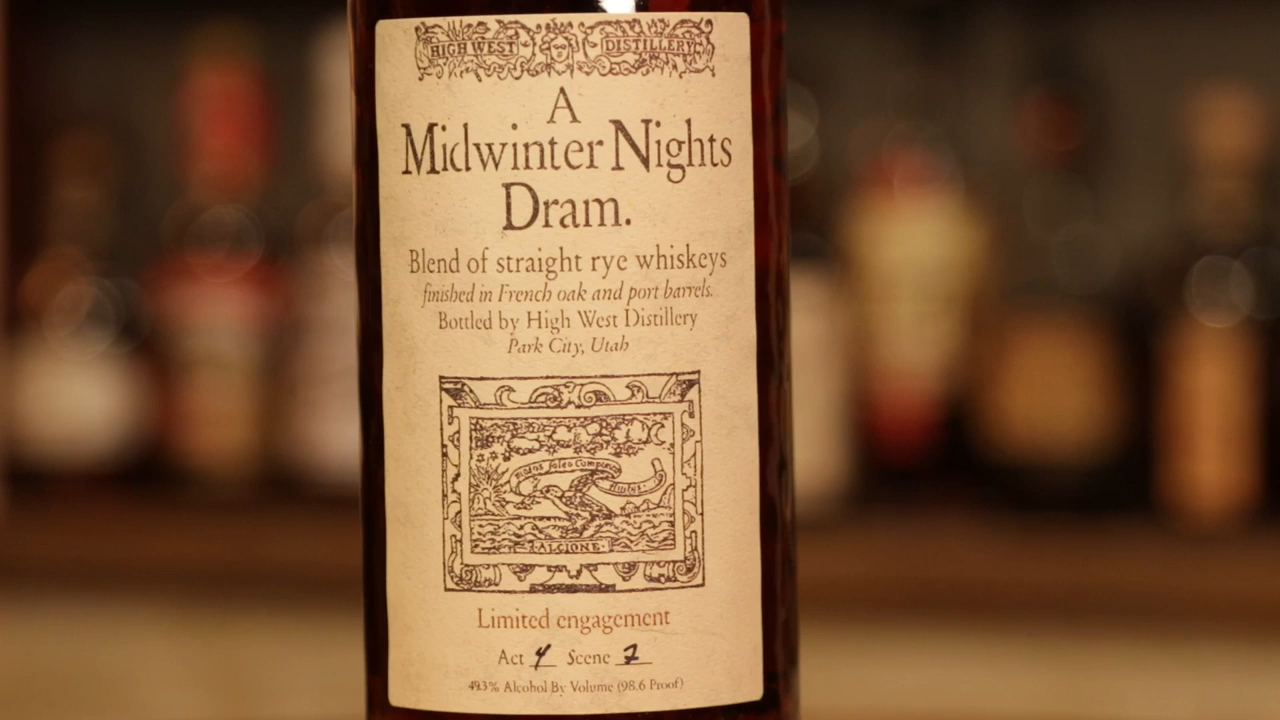 HIGH WEST DISTILLERY
A
Midwinter Nights
Dram.
Blend of straight rye whiskeys
finished in French oak and port barrels.
Bottled by High West Distillery
Park City, Utah
ALCIONE.
Limited engagement
Act 4 Scene 7
49.3% Alcohol By Volume (98.6 Proof)